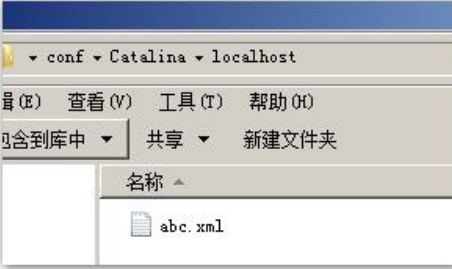 conf Catalina localhost
辑(E) 查看(V) 工具(T) 帮助(H)
包含到库中 共享 新建文件夹
名称
abc.xml